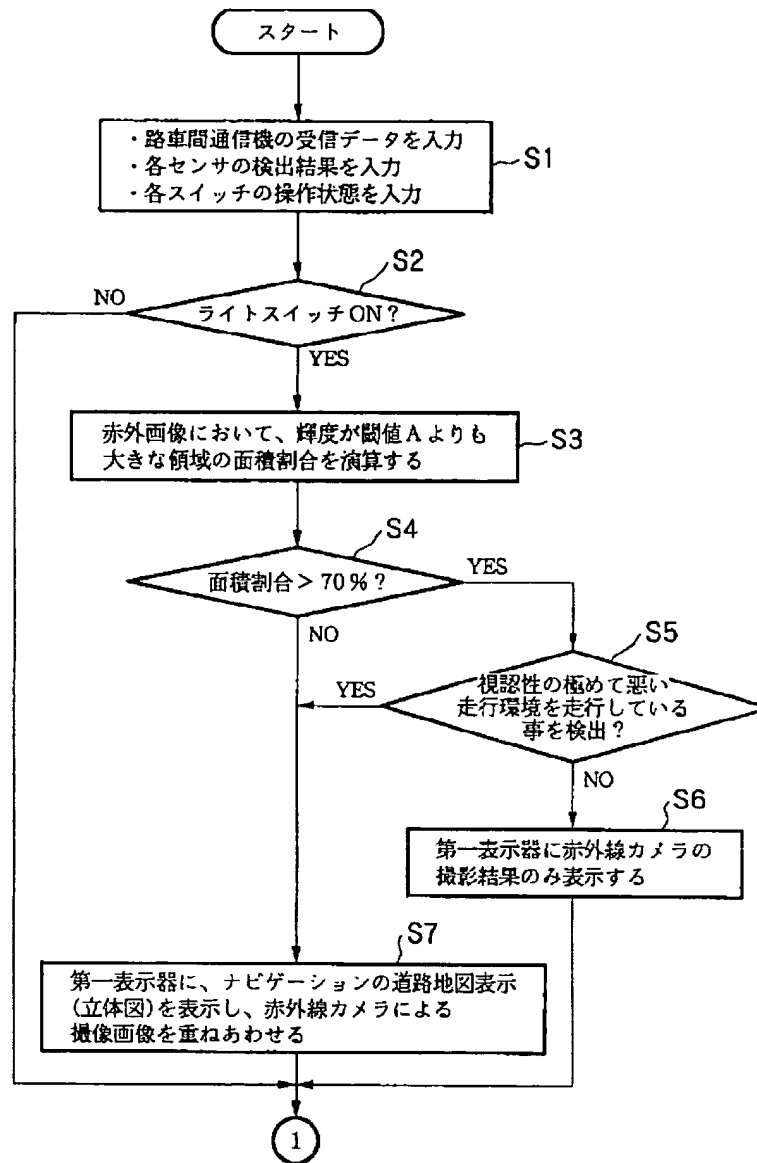 スタート
・路車間通信機の受信データを入力
・各センサの検出結果を入力
・各スイッチの操作状態を入力
S1
S2
NO
ライトスイッチON?
YES
赤外画像において、輝度が閾値Aよりも
大きな領域の面積割合を演算する
S3
S4
面積割合>70%?
YES
NO
S5
YES
視認性の極めて悪い
走行環境を走行している
事を検出?
NO
S6
第一表示器に赤外線カメラの
撮影結果のみ表示する
S7
第一表示器に、ナビゲーションの道路地図表示
(立体図)を表示し、赤外線カメラによる
撮像画像を重ねあわせる
1